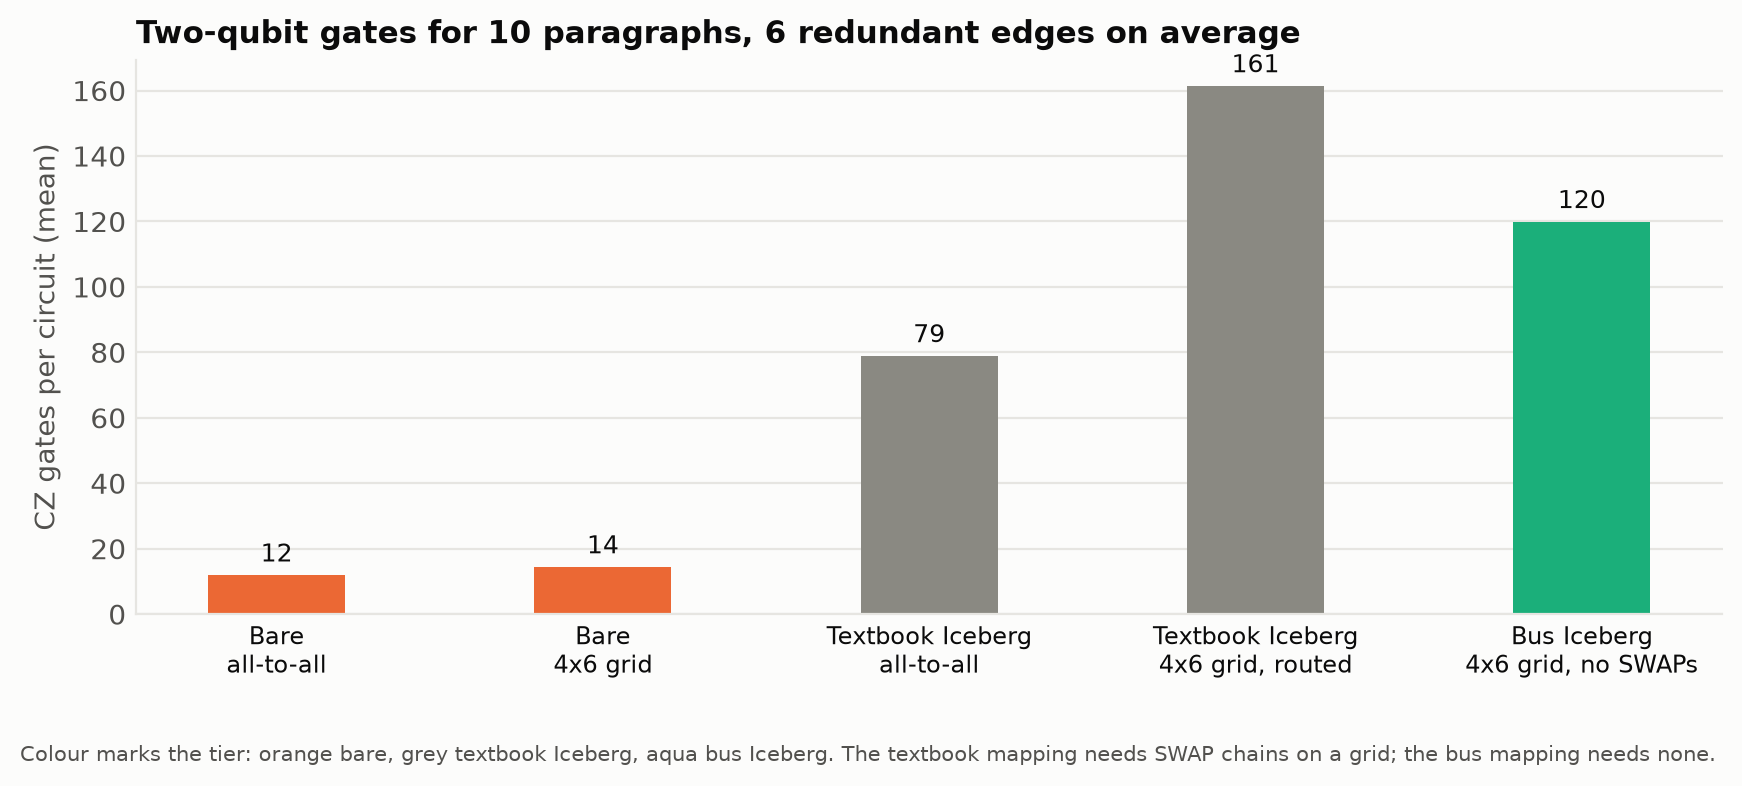 Two-qubit gates for 10 paragraphs, 6 redundant edges on average
CZ gates per circuit (mean)
160
140
120
100
80
60
40
20
0
12
14
79
161
120
Bare
all-to-all
Bare
4x6 grid
Textbook Iceberg
all-to-all
Textbook Iceberg
4x6 grid, routed
Bus Iceberg
4x6 grid, no SWAPs
Colour marks the tier: orange bare, grey textbook Iceberg, aqua bus Iceberg. The textbook mapping needs SWAP chains on a grid; the bus mapping needs none.